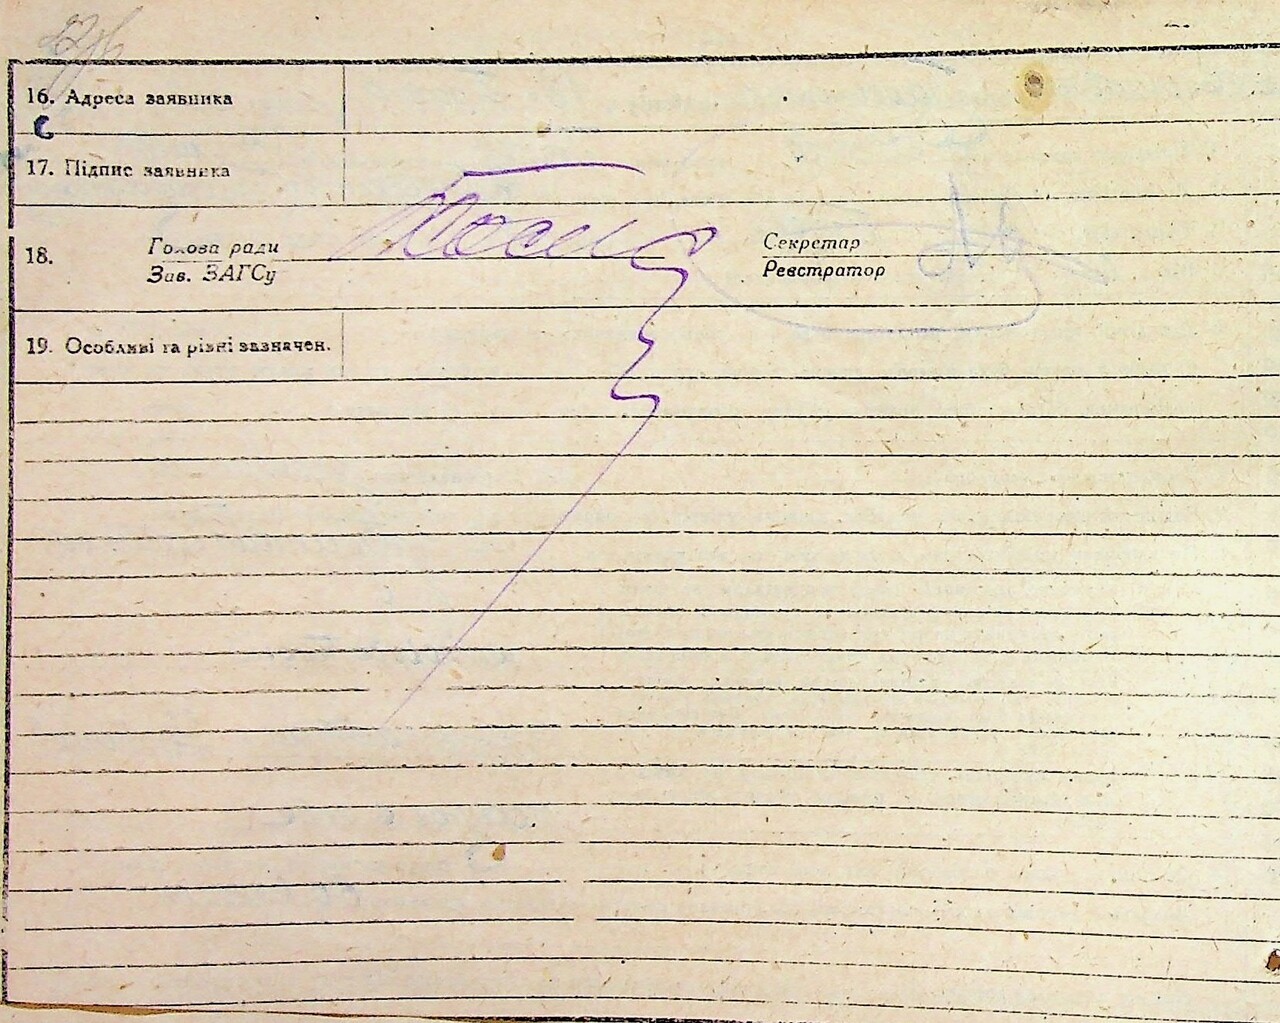 16. Адреса заявника
17. Підпис заявника
18. Голова ради Секретар
Зав. ЗАГСу Реєстратор
19. Особливі та різні зазначен.